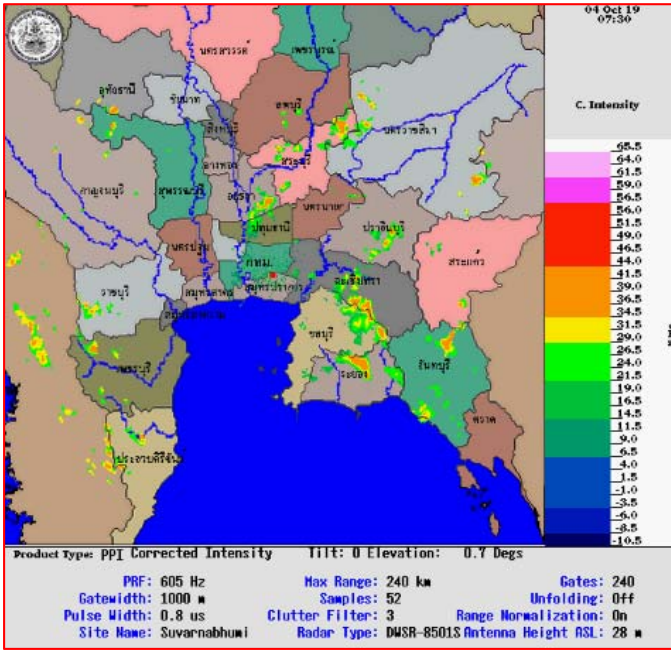 04 Oct 19
07:30
C. Intensity
65.5
64.0
61.5
59.0
56.5
56.0
51.5
49.0
46.5
44.0
41.5
39.0
36.5
34.0
31.5
29.0
26.5
24.0
21.5
19.0
16.5
14.0
11.5
9.0
6.5
4.0
1.5
-1.0
-3.5
-6.0
-8.5
-10.5
นครสวรรค์
เพชรบูรณ์
อุทัยธานี
ชัยนาท
ลพบุรี
สิงห์บุรี
นครราชสีมา
อ่างทอง
สระบุรี
กาญจนบุรี
สุพรรณบุรี
อยุธยา
นครนายก
ปราจีนบุรี
ปทุมธานี
นครปฐม
สระแก้ว
กทม.
ราชบุรี
สมุทรสาคร
สมุทรปราการ
ฉะเชิงเทรา
สมุทรสงคราม
ชลบุรี
เพชรบุรี
จันทบุรี
ระยอง
ตราด
ประจวบคีรีขันธ์
Product Type: PPI Corrected Intensity Tilt: 0 Elevation: 0.7 Degs
PRF: 605 Hz Max Range: 240 km Gates: 240
Gatewidth: 1000 m Samples: 52 Unfolding: Off
Pulse Width: 0.8 us Clutter Filter: 3 Range Normalization: On
Site Name: Suvarnabhumi Radar Type: DWSR-8501S Antenna Height ASL: 28 m